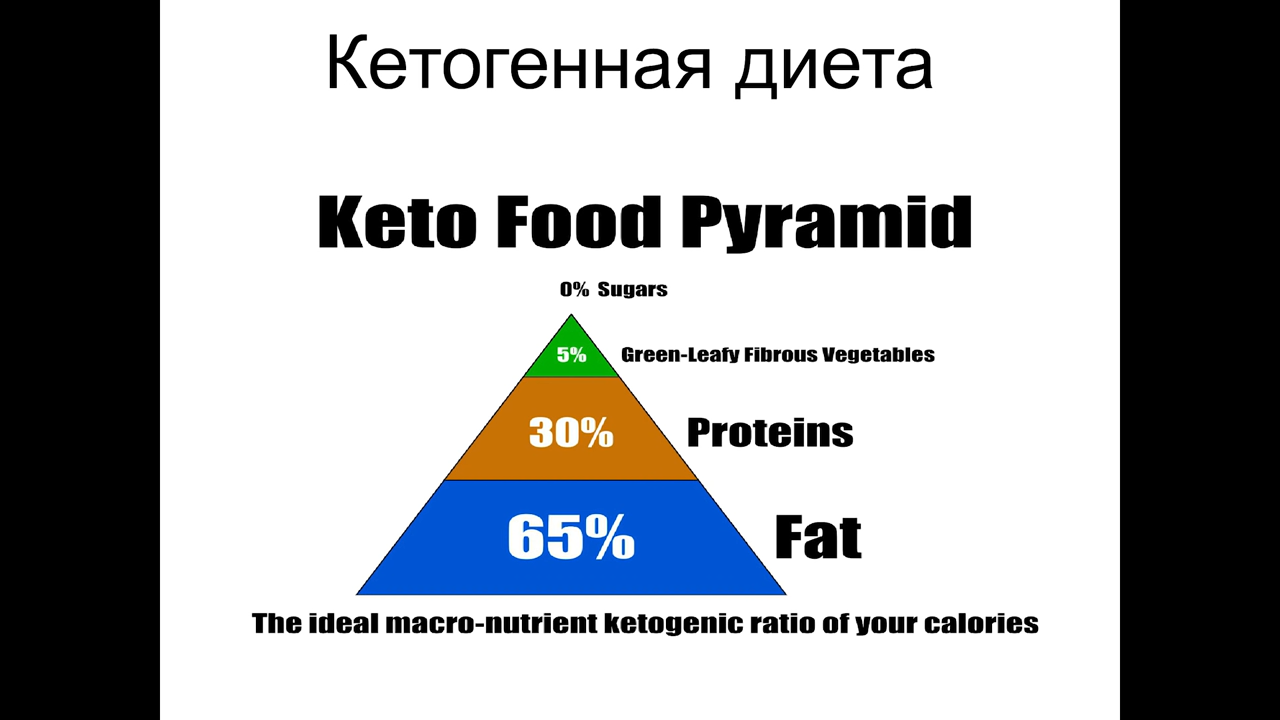 Кетогенная диета
Keto Food Pyramid
0% Sugars
5% Green-Leafy Fibrous Vegetables
30% Proteins
65% Fat
The ideal macro-nutrient ketogenic ratio of your calories